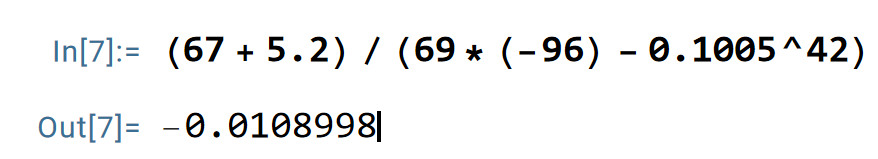 In[7]:= (67 + 5.2) / (69 * (-96) - 0.1005^42)
Out[7]= -0.0108998